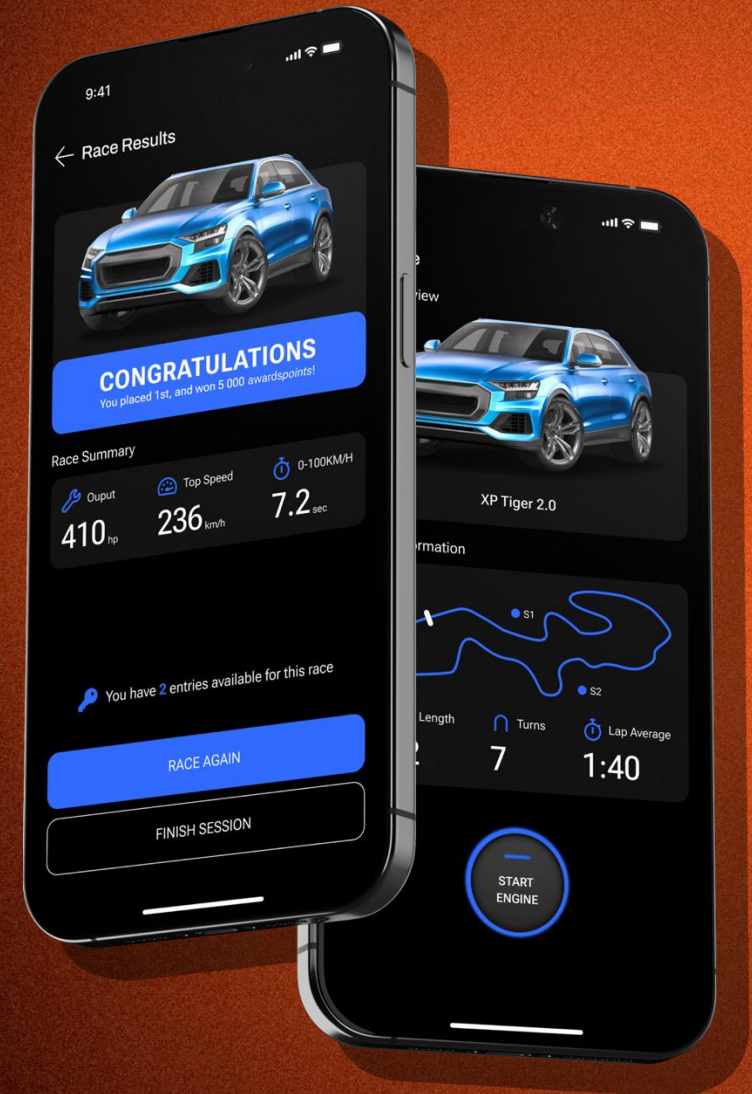 9:41
Race Results
CONGRATULATIONS
You placed 1st, and won 5 000 awardspoints!
Race Summary
Ouput
410 hp
Top Speed
236 km/h
0-100KM/H
7.2 sec
You have 2 entries available for this race
RACE AGAIN
FINISH SESSION
XP Tiger 2.0
S1
S2
Length
Turns
7
Lap Average
1:40
START
ENGINE